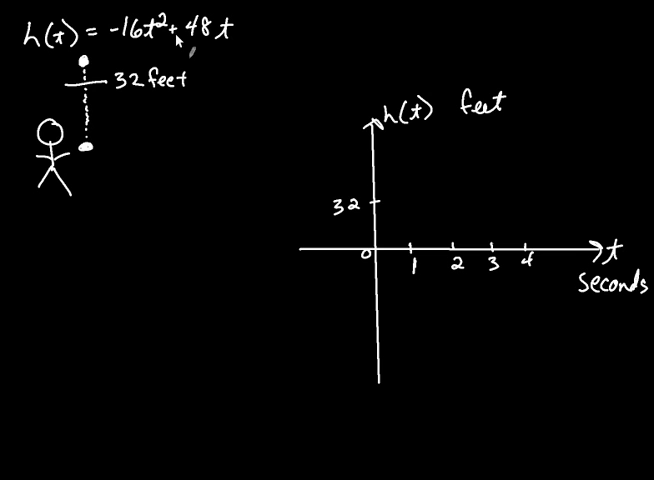 h(t) = -16t²+48t
32 feet
h(t) feet
32
0 1 2 3 4 t
seconds